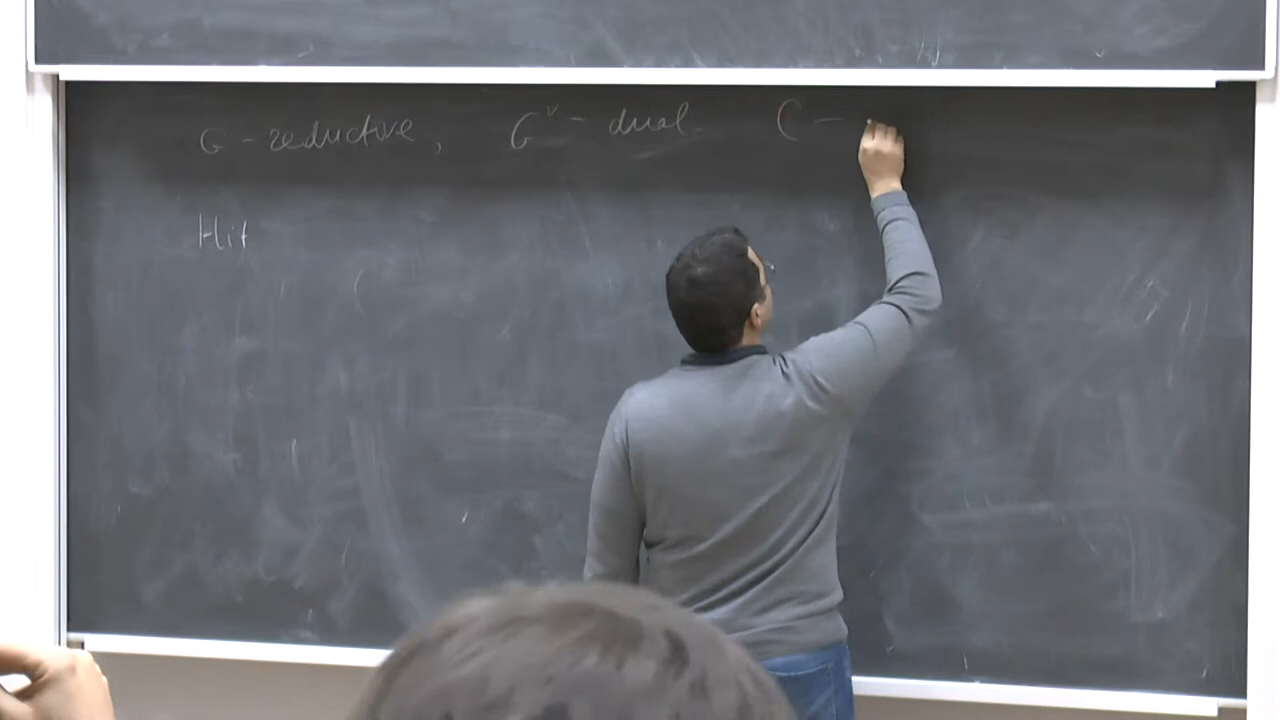 G - reductive, G^∨ - dual. C -
Hit